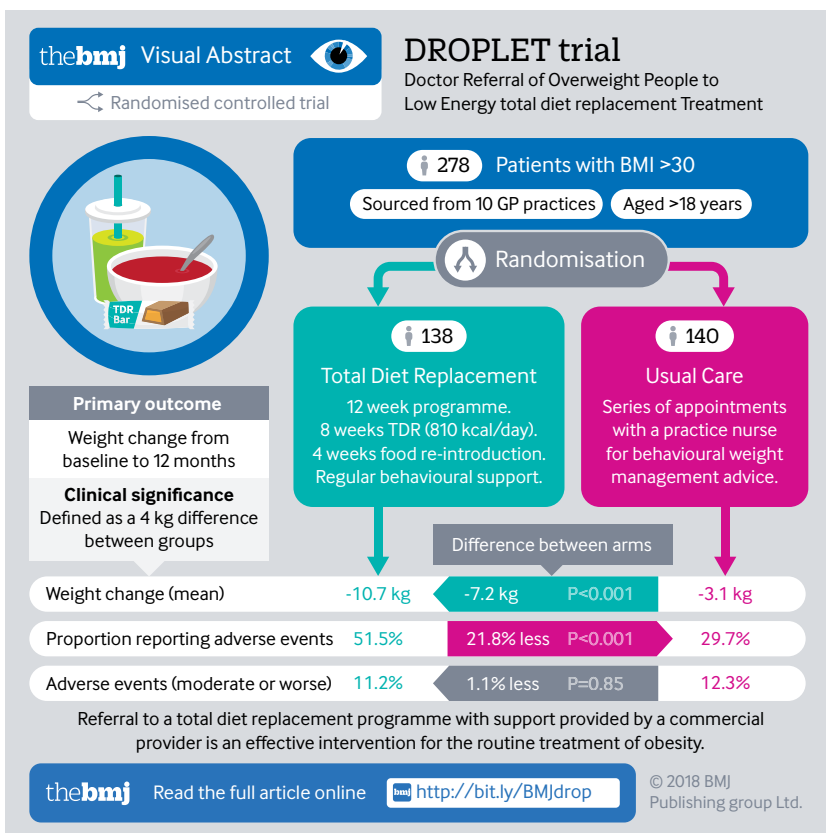 thebmj Visual Abstract
Randomised controlled trial
DROPLET trial
Doctor Referral of Overweight People to
Low Energy total diet replacement Treatment
278 Patients with BMI >30
Sourced from 10 GP practices
Aged >18 years
Randomisation
TDR
Bar
138
Total Diet Replacement
12 week programme.
8 weeks TDR (810 kcal/day).
4 weeks food re-introduction.
Regular behavioural support.
140
Usual Care
Series of appointments
with a practice nurse
for behavioural weight
management advice.
Primary outcome
Weight change from
baseline to 12 months
Clinical significance
Defined as a 4 kg difference
between groups
Difference between arms
Weight change (mean) -10.7 kg -7.2 kg P<0.001 -3.1 kg
Proportion reporting adverse events 51.5% 21.8% less P<0.001 29.7%
Adverse events (moderate or worse) 11.2% 1.1% less P=0.85 12.3%
Referral to a total diet replacement programme with support provided by a commercial
provider is an effective intervention for the routine treatment of obesity.
thebmj Read the full article online bmj http://bit.ly/BMJdrop
© 2018 BMJ
Publishing group Ltd.